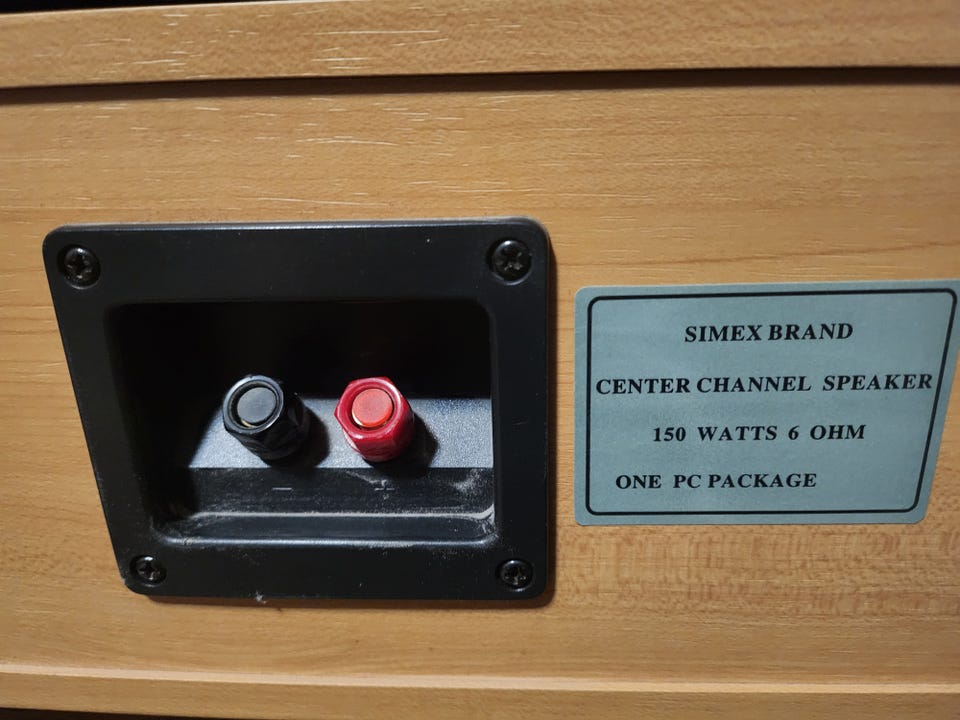 SIMEX BRAND
CENTER CHANNEL SPEAKER
150 WATTS 6 OHM
ONE PC PACKAGE
− +